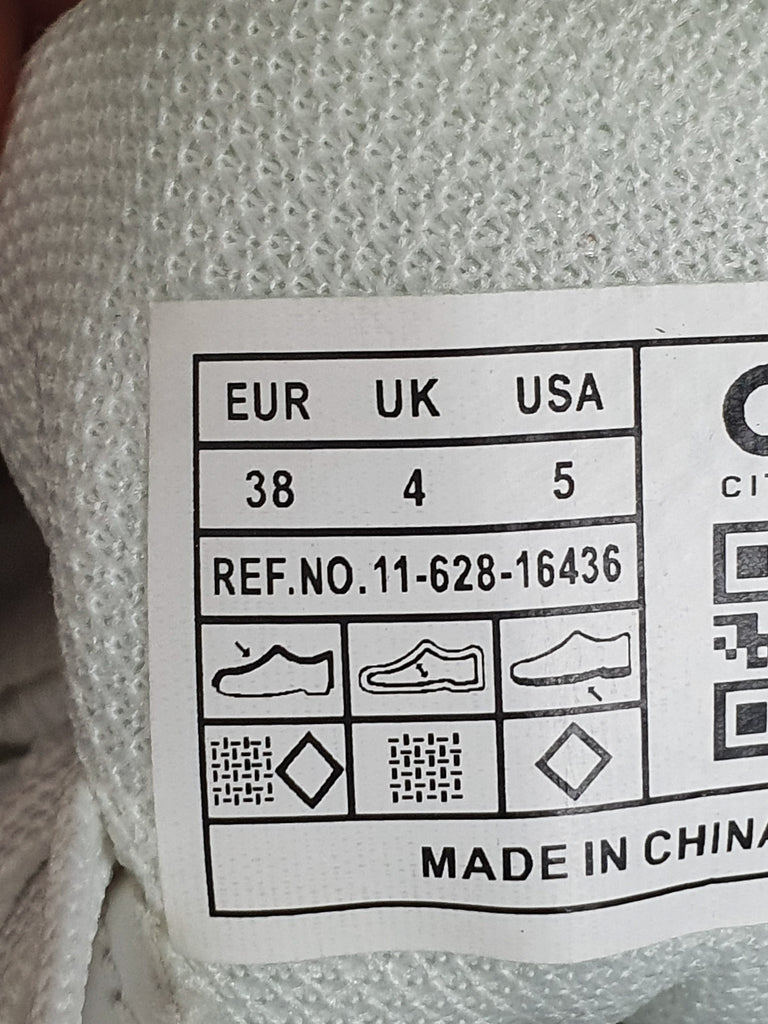 EUR UK USA
38 4 5
REF.NO.11-628-16436
MADE IN CHINA